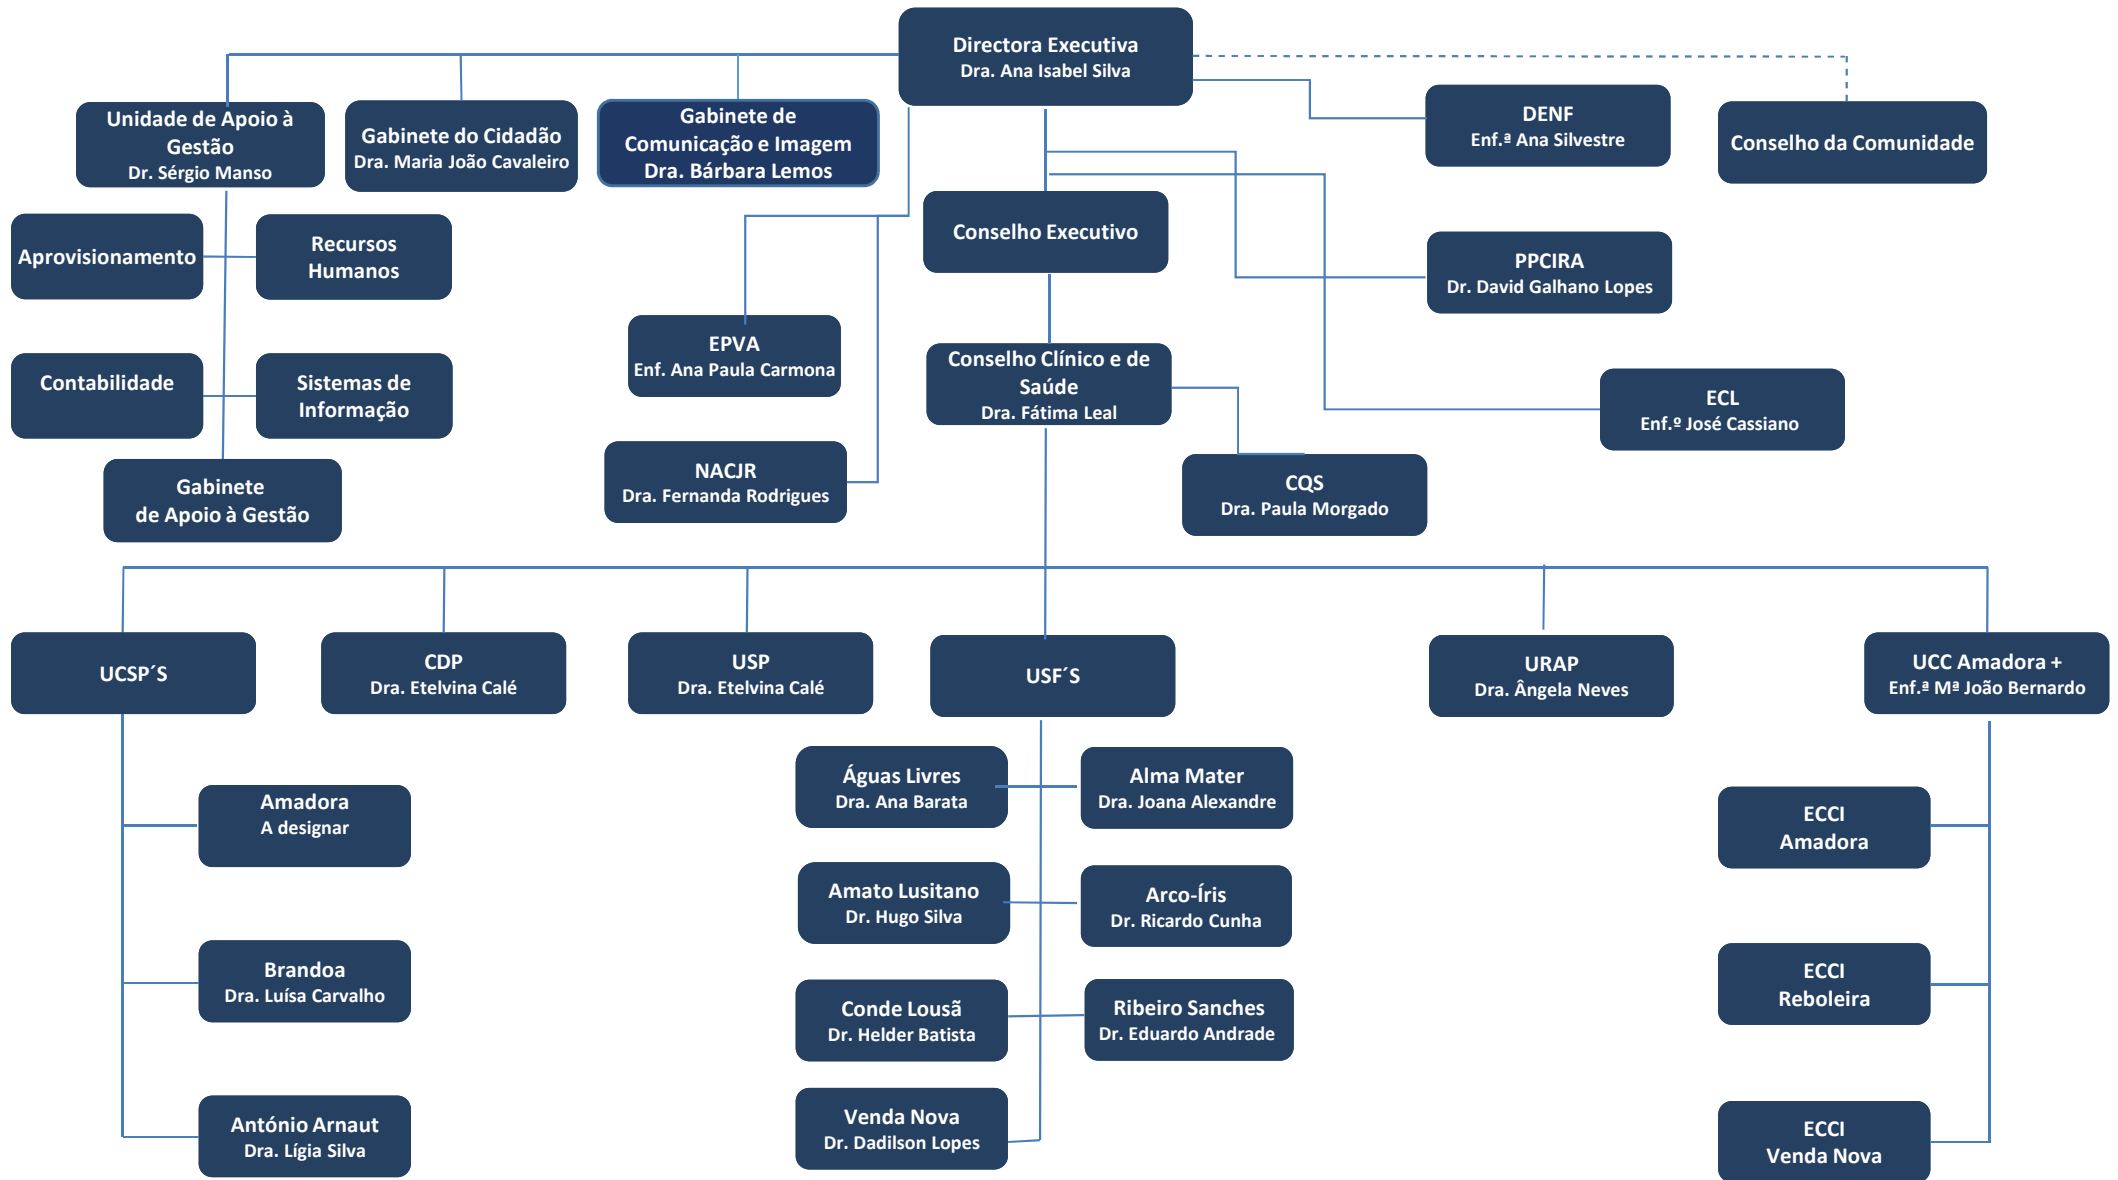 Directora Executiva
Dra. Ana Isabel Silva
Unidade de Apoio à
Gestão
Dr. Sérgio Manso
Gabinete do Cidadão
Dra. Maria João Cavaleiro
Gabinete de
Comunicação e Imagem
Dra. Bárbara Lemos
DENF
Enf.ª Ana Silvestre
Conselho da Comunidade
Aprovisionamento
Recursos
Humanos
Conselho Executivo
PPCIRA
Dr. David Galhano Lopes
EPVA
Enf. Ana Paula Carmona
Conselho Clínico e de
Saúde
Dra. Fátima Leal
Contabilidade
Sistemas de
Informação
ECL
Enf.º José Cassiano
NACJR
Dra. Fernanda Rodrigues
CQS
Dra. Paula Morgado
Gabinete
de Apoio à Gestão
UCSP´S
CDP
Dra. Etelvina Calé
USP
Dra. Etelvina Calé
USF´S
URAP
Dra. Ângela Neves
UCC Amadora +
Enf.ª Mª João Bernardo
Amadora
A designar
Brandoa
Dra. Luísa Carvalho
António Arnaut
Dra. Lígia Silva
Águas Livres
Dra. Ana Barata
Alma Mater
Dra. Joana Alexandre
Amato Lusitano
Dr. Hugo Silva
Arco-Íris
Dr. Ricardo Cunha
Conde Lousã
Dr. Helder Batista
Ribeiro Sanches
Dr. Eduardo Andrade
Venda Nova
Dr. Dadilson Lopes
ECCI
Amadora
ECCI
Reboleira
ECCI
Venda Nova